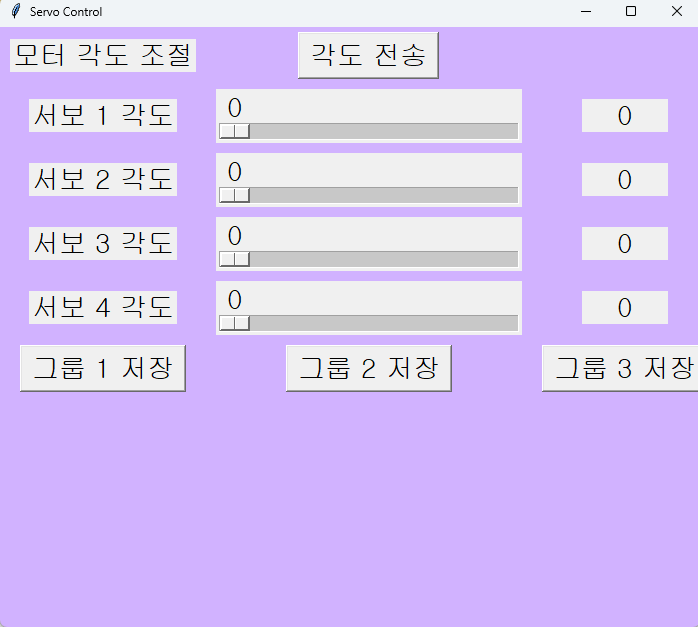 Servo Control
모터 각도 조절 각도 전송
서보 1 각도 0 0
서보 2 각도 0 0
서보 3 각도 0 0
서보 4 각도 0 0
그룹 1 저장 그룹 2 저장 그룹 3 저장